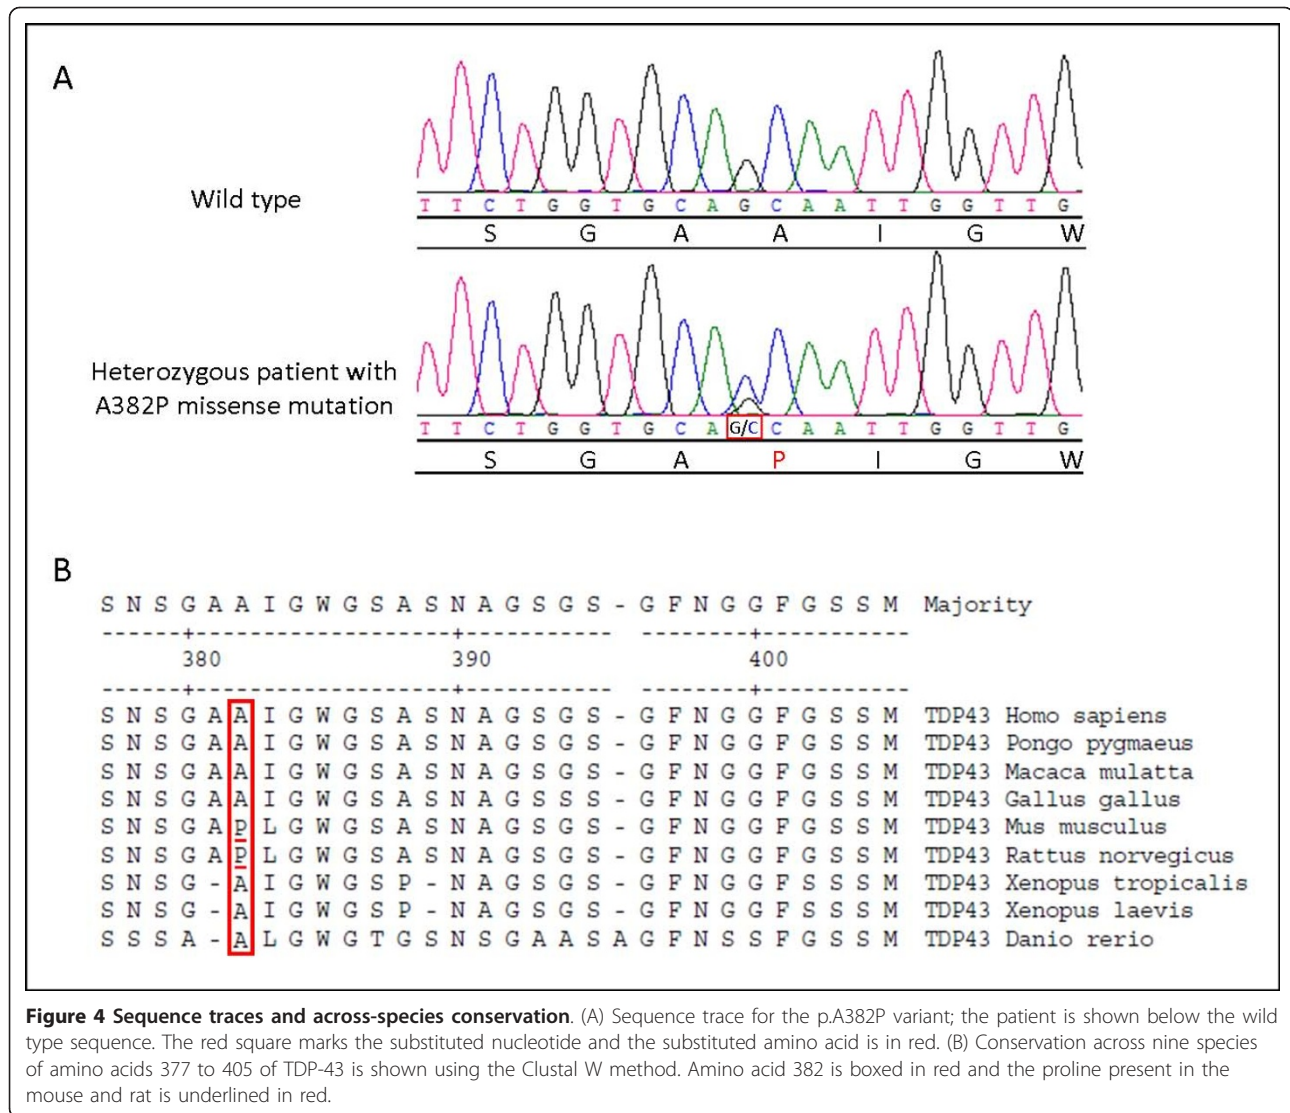 A
Wild type
T T C T G G T G C A G C A A T T G G T T G
S G A A I G W
Heterozygous patient with
A382P missense mutation
T T C T G G T G C A G/C C A A T T G G T T G
S G A P I G W
B
S N S G A A I G W G S A S N A G S G S - G F N G G F G S S M Majority
------+-------------------+----------- --------+-----------
380 390 400
------+-------------------+----------- --------+-----------
S N S G A A I G W G S A S N A G S G S - G F N G G F G S S M TDP43 Homo sapiens
S N S G A A I G W G S A S N A G S G S - G F N G G F G S S M TDP43 Pongo pygmaeus
S N S G A A I G W G S A S N A G S G S - G F N G G F G S S M TDP43 Macaca mulatta
S N S G A A I G W G S A S N A G S S S - G F N G G F G S S M TDP43 Gallus gallus
S N S G A P L G W G S A S N A G S G S - G F N G G F G S S M TDP43 Mus musculus
S N S G A P L G W G S A S N A G S G S - G F N G G F G S S M TDP43 Rattus norvegicus
S N S G - A I G W G S P - N A G S G S - G F N G G F S S S M TDP43 Xenopus tropicalis
S N S G - A I G W G S P - N A G S G S - G F N G G F S S S M TDP43 Xenopus laevis
S S S A - A L G W G T G S N S G A A S A G F N S S F G S S M TDP43 Danio rerio
Figure 4 Sequence traces and across-species conservation. (A) Sequence trace for the p.A382P variant; the patient is shown below the wild
type sequence. The red square marks the substituted nucleotide and the substituted amino acid is in red. (B) Conservation across nine species
of amino acids 377 to 405 of TDP-43 is shown using the Clustal W method. Amino acid 382 is boxed in red and the proline present in the
mouse and rat is underlined in red.